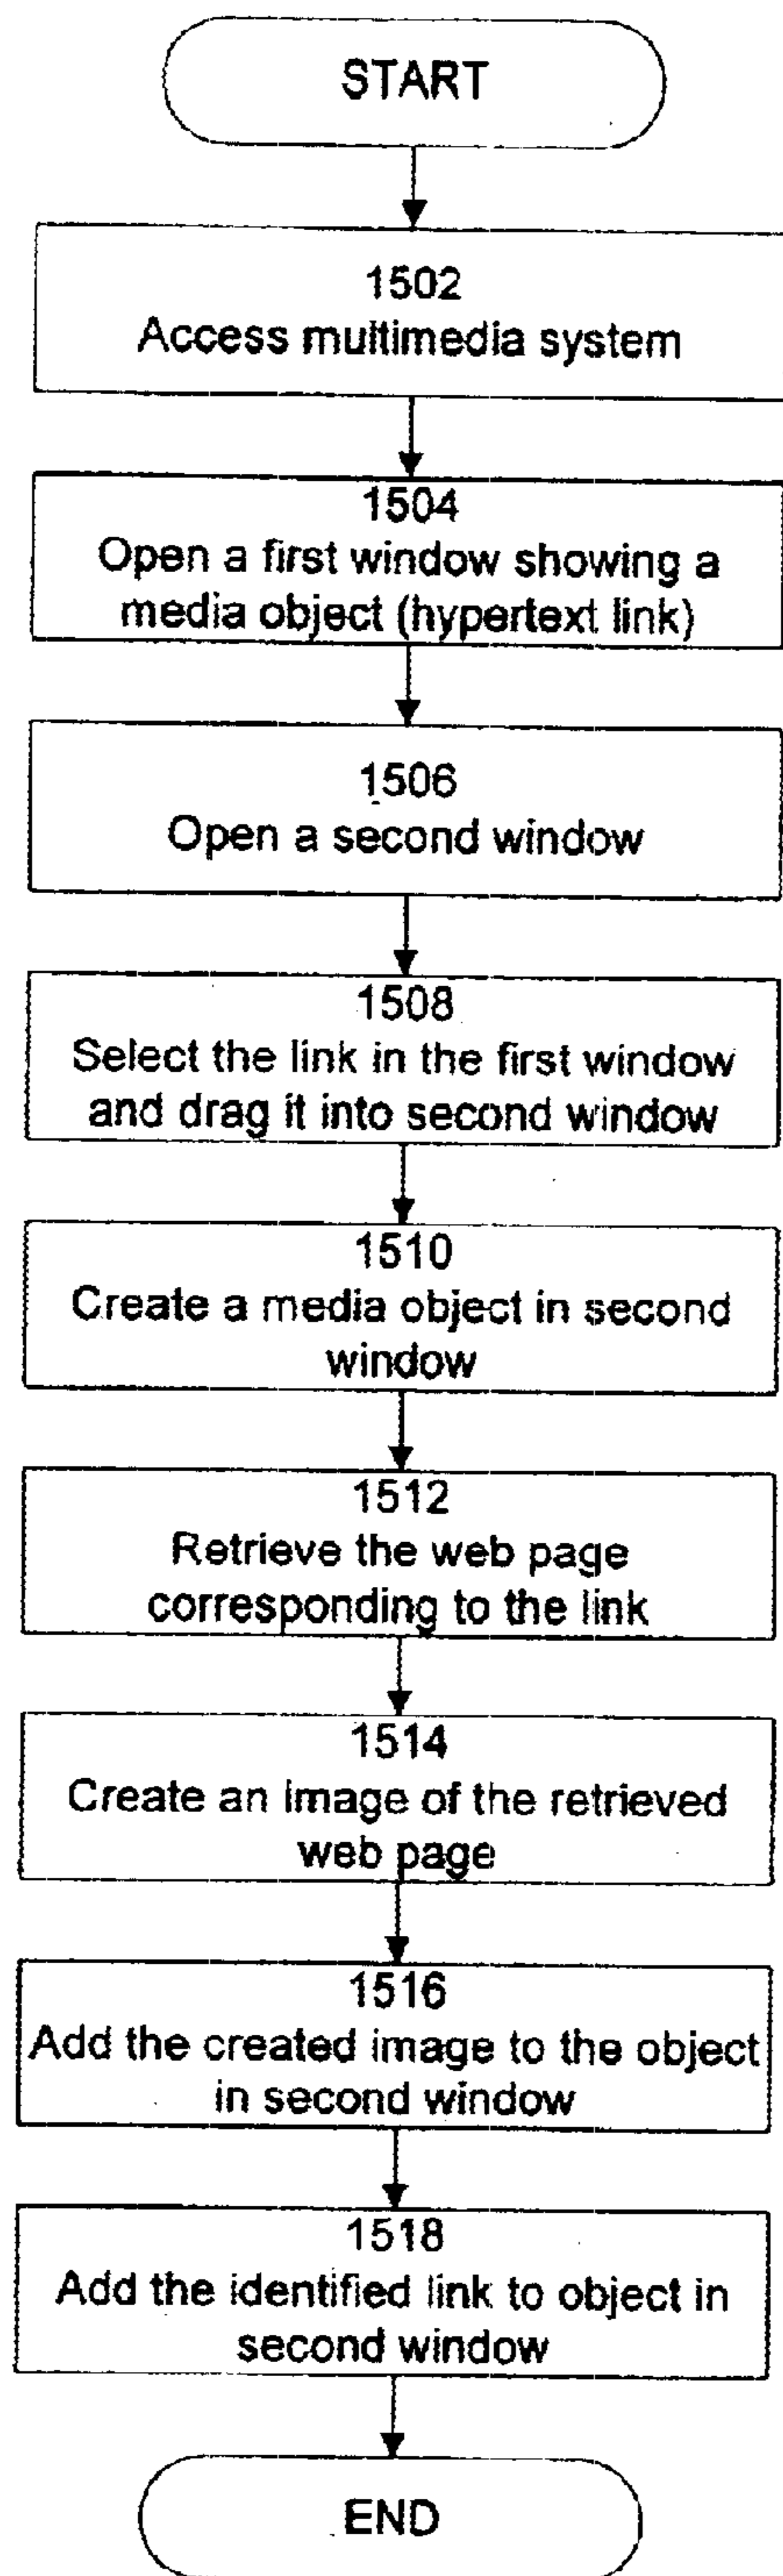 START
1502
Access multimedia system
1504
Open a first window showing a
media object (hypertext link)
1506
Open a second window
1508
Select the link in the first window
and drag it into second window
1510
Create a media object in second
window
1512
Retrieve the web page
corresponding to the link
1514
Create an image of the retrieved
web page
1516
Add the created image to the object
in second window
1518
Add the identified link to object in
second window
END